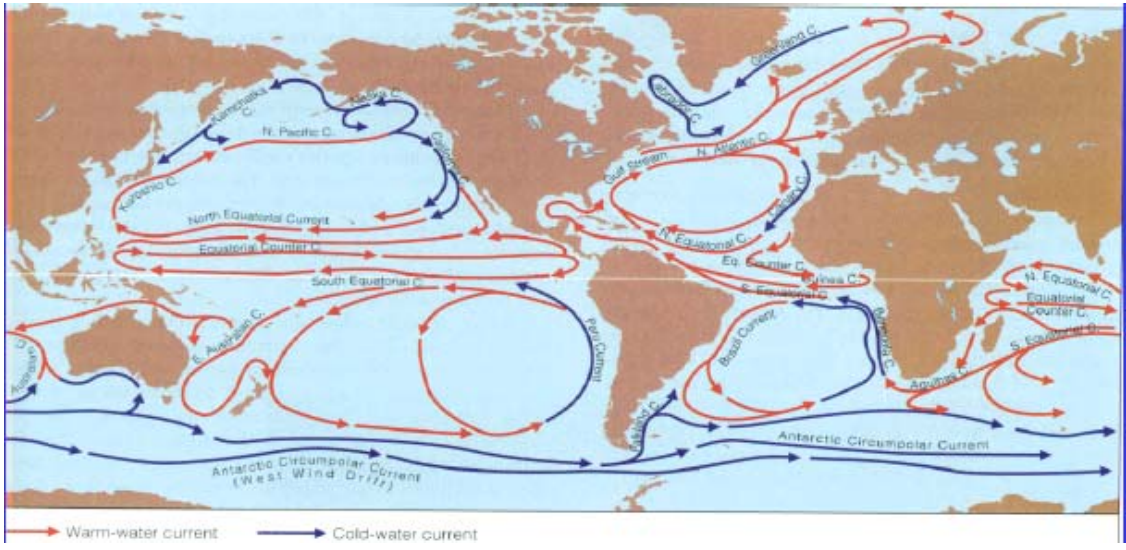 Greenland C.
Labrador C.
Alaska C.
Kamchatka
C.
N. Pacific C.
California C.
N. Atlantic C.
Gulf Stream
Kuroshio C.
Canary C.
North Equatorial Current
N. Equatorial C.
Equatorial Counter C.
Eq. Counter C.
Guinea C.
N. Equatorial C.
South Equatorial C.
S. Equatorial C.
Equatorial
Counter C.
S. Equatorial C.
E. Australian C.
Peru Current
Brazil Current
Benguela C.
Agulhas C.
Falkland C.
Antarctic Circumpolar Current
Antarctic Circumpolar Current
(West Wind Drift)
Warm-water current
Cold-water current